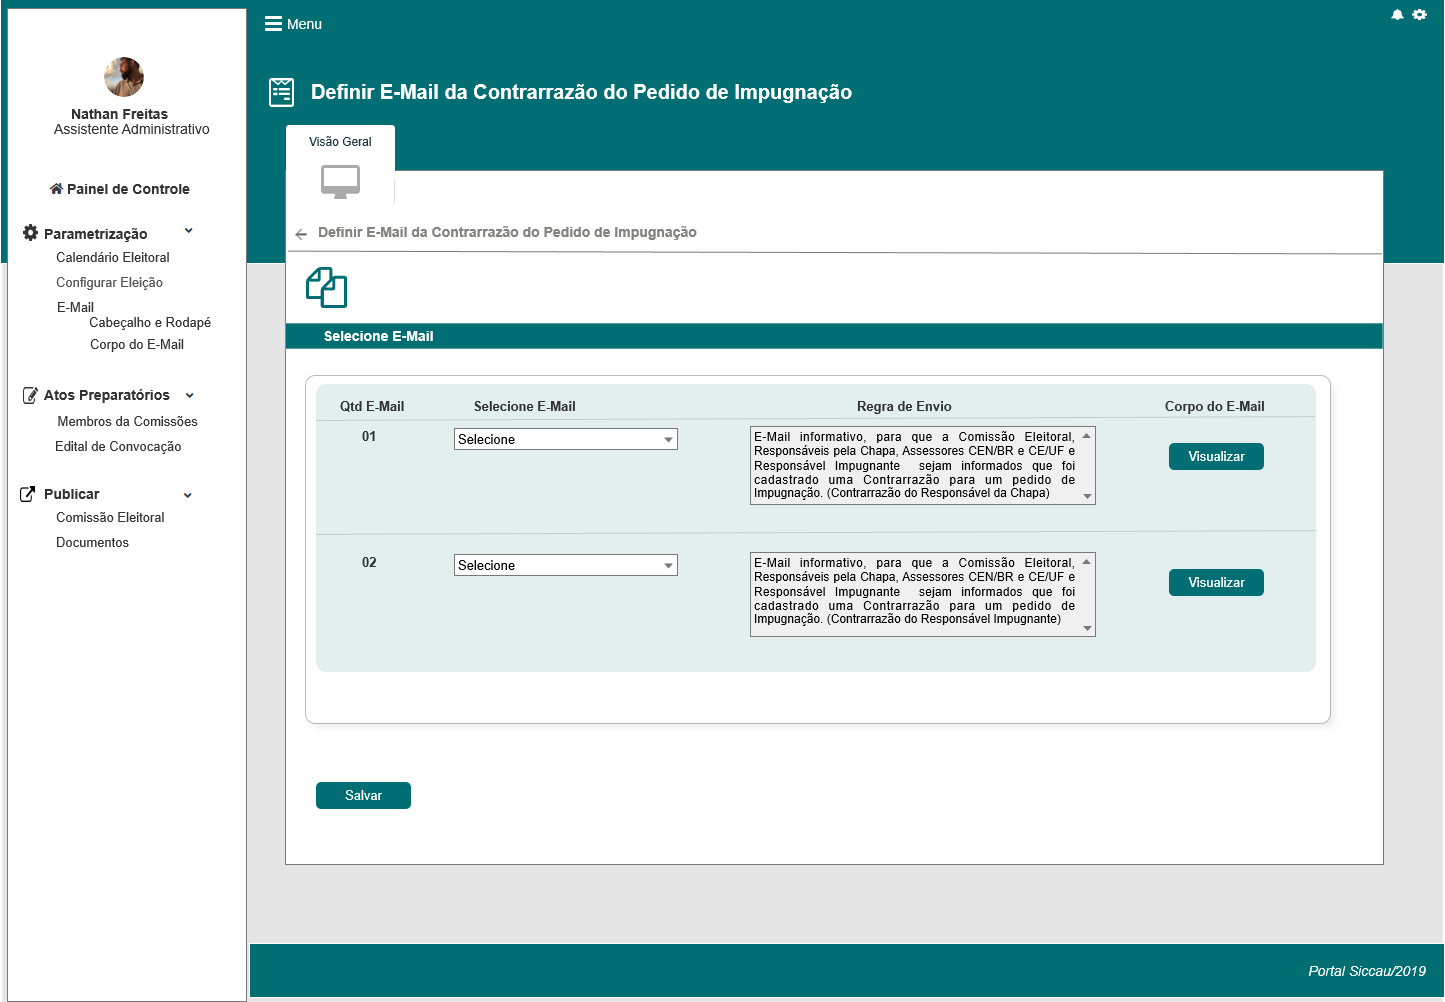 Menu
Nathan Freitas
Assistente Administrativo
Painel de Controle
Parametrização
Calendário Eleitoral
Configurar Eleição
E-Mail
Cabeçalho e Rodapé
Corpo do E-Mail
Atos Preparatórios
Membros da Comissões
Edital de Convocação
Publicar
Comissão Eleitoral
Documentos
Definir E-Mail da Contrarrazão do Pedido de Impugnação
Visão Geral
Definir E-Mail da Contrarrazão do Pedido de Impugnação
Selecione E-Mail
Qtd E-Mail Selecione E-Mail Regra de Envio Corpo do E-Mail
01
Selecione
E-Mail informativo, para que a Comissão Eleitoral,
Responsáveis pela Chapa, Assessores CEN/BR e CE/UF e
Responsável Impugnante sejam informados que foi
cadastrado uma Contrarrazão para um pedido de
Impugnação. (Contrarrazão do Responsável da Chapa)
Visualizar
02
Selecione
E-Mail informativo, para que a Comissão Eleitoral,
Responsáveis pela Chapa, Assessores CEN/BR e CE/UF e
Responsável Impugnante sejam informados que foi
cadastrado uma Contrarrazão para um pedido de
Impugnação. (Contrarrazão do Responsável Impugnante)
Visualizar
Salvar
Portal Siccau/2019